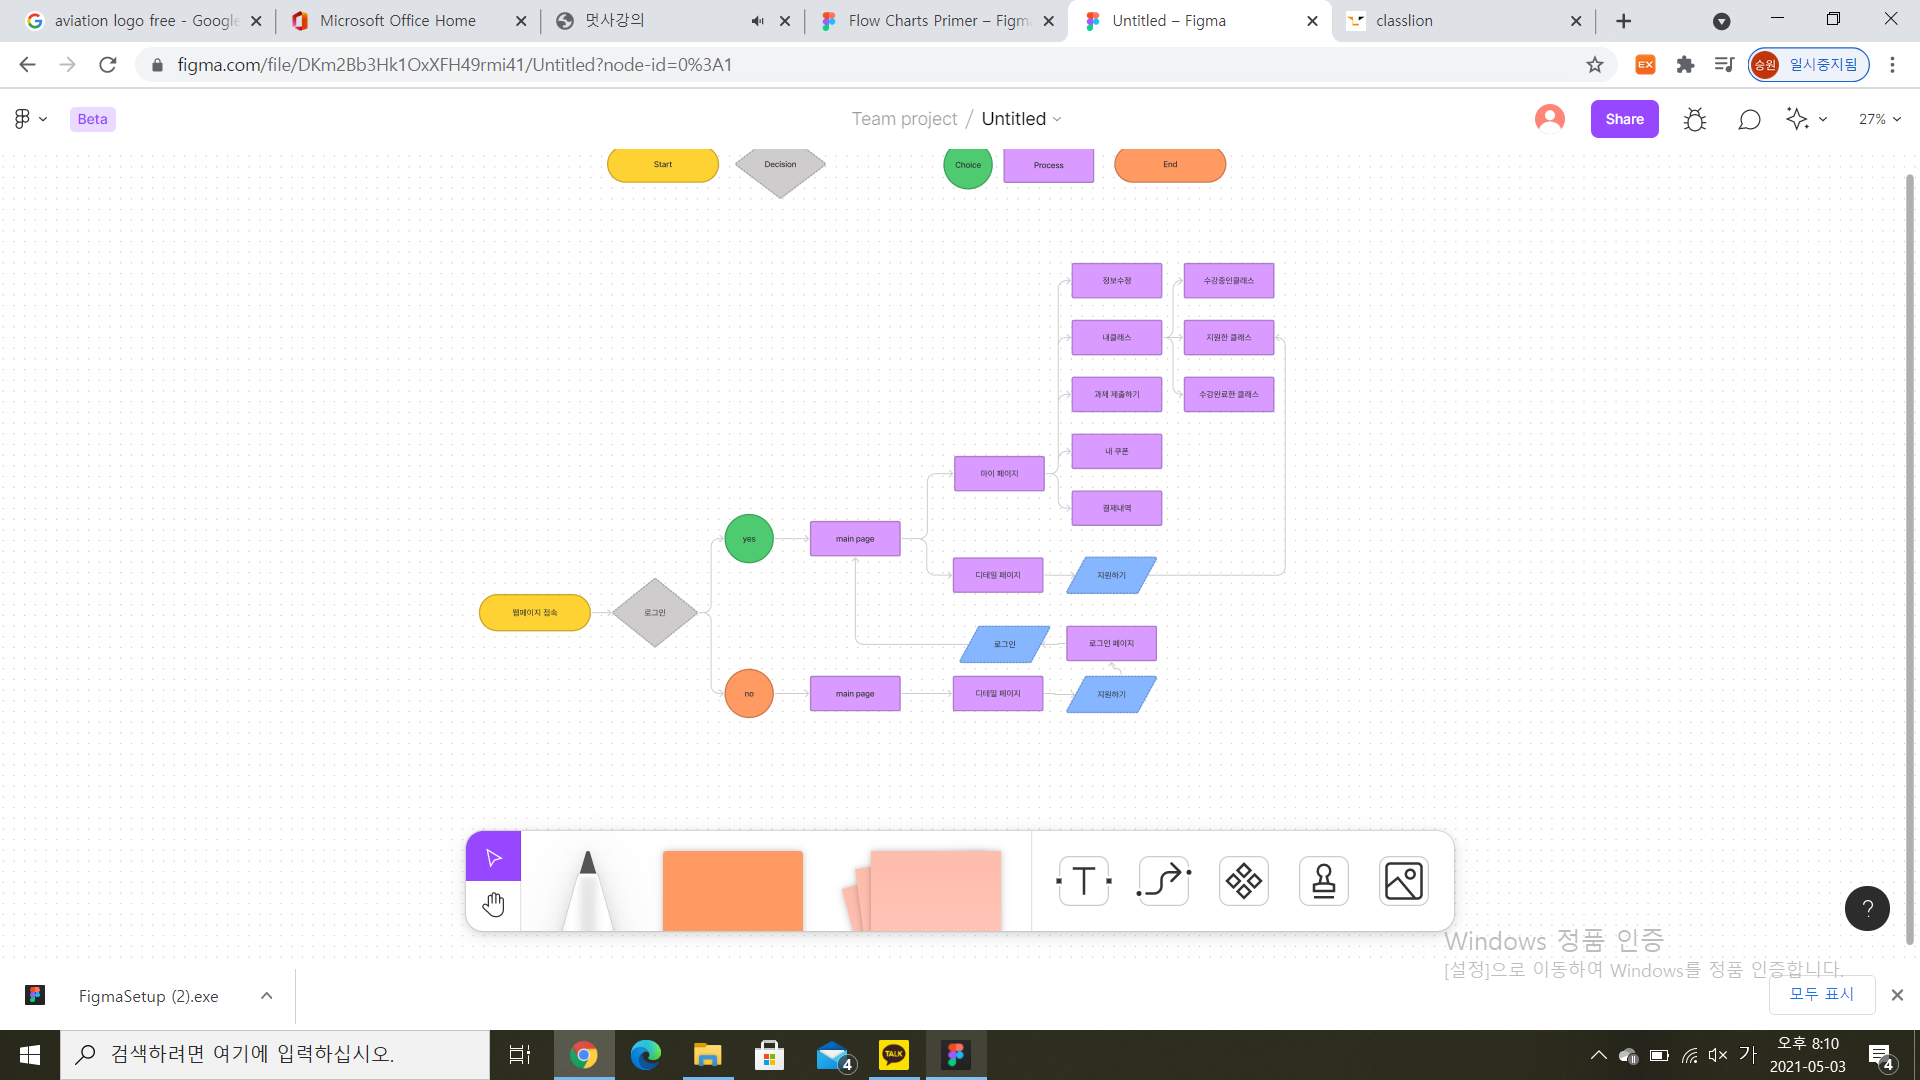 aviation logo free - Google
Microsoft Office Home
멋사강의
Flow Charts Primer – Figm
Untitled – Figma
classlion
figma.com/file/DKm2Bb3Hk1OxXFH49rmi41/Untitled?node-id=0%3A1
EX
승원
일시중지됨
Beta
Team project / Untitled
Share
27%
Start
Decision
Choice
Process
End
정보수정
수강중인클래스
내클래스
지원한 클래스
과제 제출하기
수강완료한 클래스
내 쿠폰
마이 페이지
결제내역
yes
main page
디테일 페이지
지원하기
웹페이지 접속
로그인
로그인
로그인 페이지
no
main page
디테일 페이지
지원하기
T
?
Windows 정품 인증
[설정]으로 이동하여 Windows를 정품 인증합니다.
FigmaSetup (2).exe
모두 표시
검색하려면 여기에 입력하십시오.
4
TALK
가
오후 8:10
2021-05-03
4